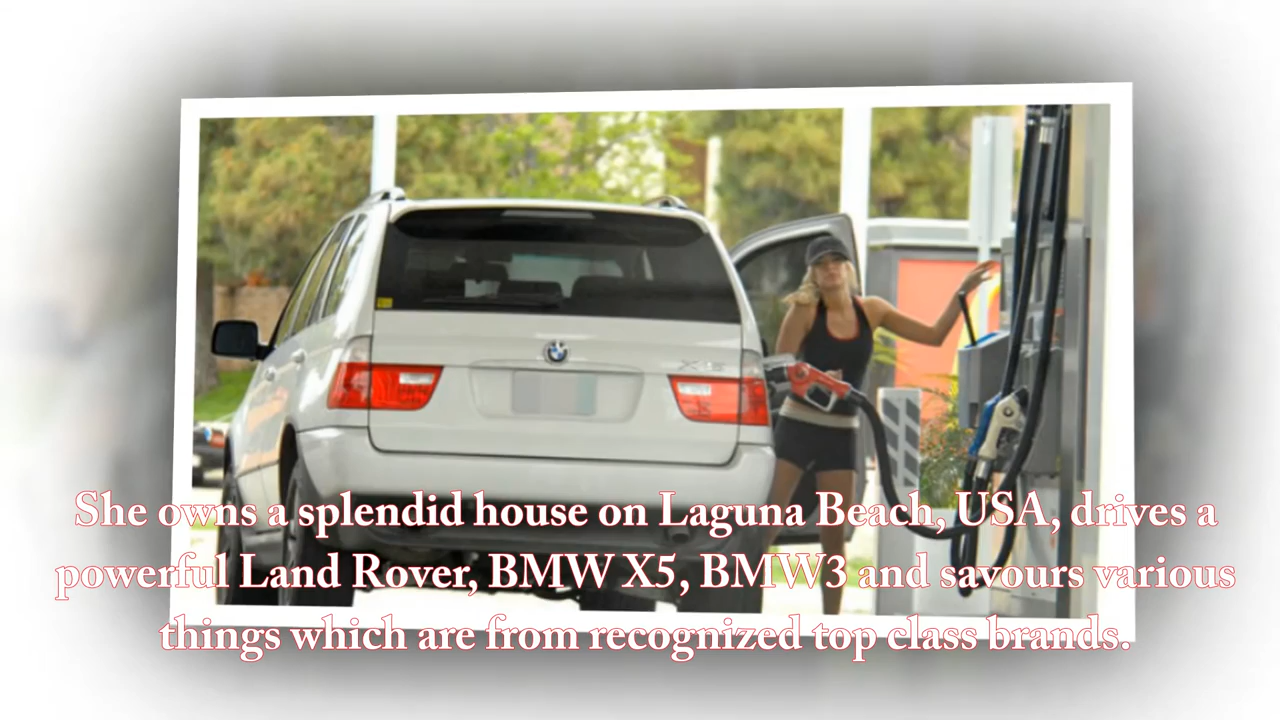 X5
She owns a splendid house on Laguna Beach, USA, drives a
powerful Land Rover, BMW X5, BMW3 and savours various
things which are from recognized top class brands.